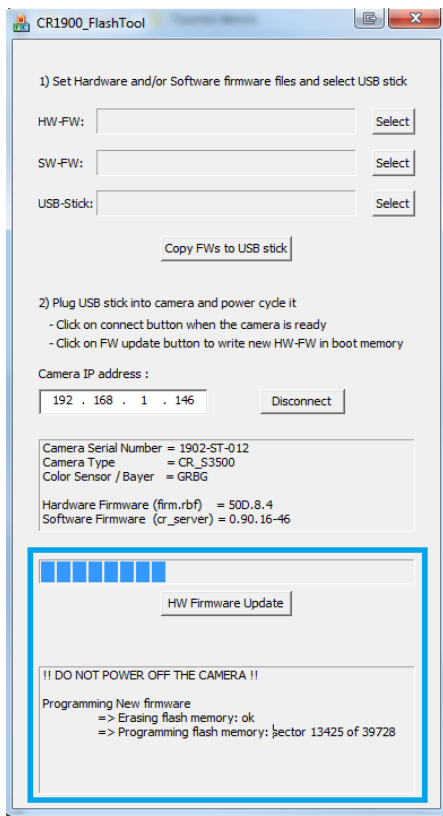 CR1900_FlashTool
1) Set Hardware and/or Software firmware files and select USB stick
HW-FW: Select
SW-FW: Select
USB-Stick: Select
Copy FWs to USB stick
2) Plug USB stick into camera and power cycle it
- Click on connect button when the camera is ready
- Click on FW update button to write new HW-FW in boot memory
Camera IP address :
192 . 168 . 1 . 146 Disconnect
Camera Serial Number = 1902-ST-012
Camera Type = CR_S3500
Color Sensor / Bayer = GRBG
Hardware Firmware (firm.rbf) = 50D.8.4
Software Firmware (cr_server) = 0.90.16-46
HW Firmware Update
!! DO NOT POWER OFF THE CAMERA !!
Programming New firmware
=> Erasing flash memory: ok
=> Programming flash memory: sector 13425 of 39728